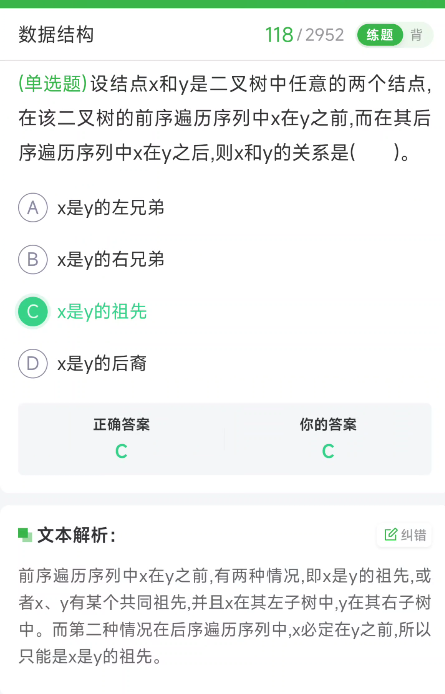 数据结构 118/2952 练题 背
(单选题)设结点x和y是二叉树中任意的两个结点,
在该二叉树的前序遍历序列中x在y之前,而在其后
序遍历序列中x在y之后,则x和y的关系是(　　)。
A x是y的左兄弟
B x是y的右兄弟
C x是y的祖先
D x是y的后裔
正确答案 你的答案
C C
文本解析: 纠错
前序遍历序列中x在y之前,有两种情况,即x是y的祖先,或
者x、y有某个共同祖先,并且x在其左子树中,y在其右子树
中。而第二种情况在后序遍历序列中,x必定在y之前,所以
只能是x是y的祖先。